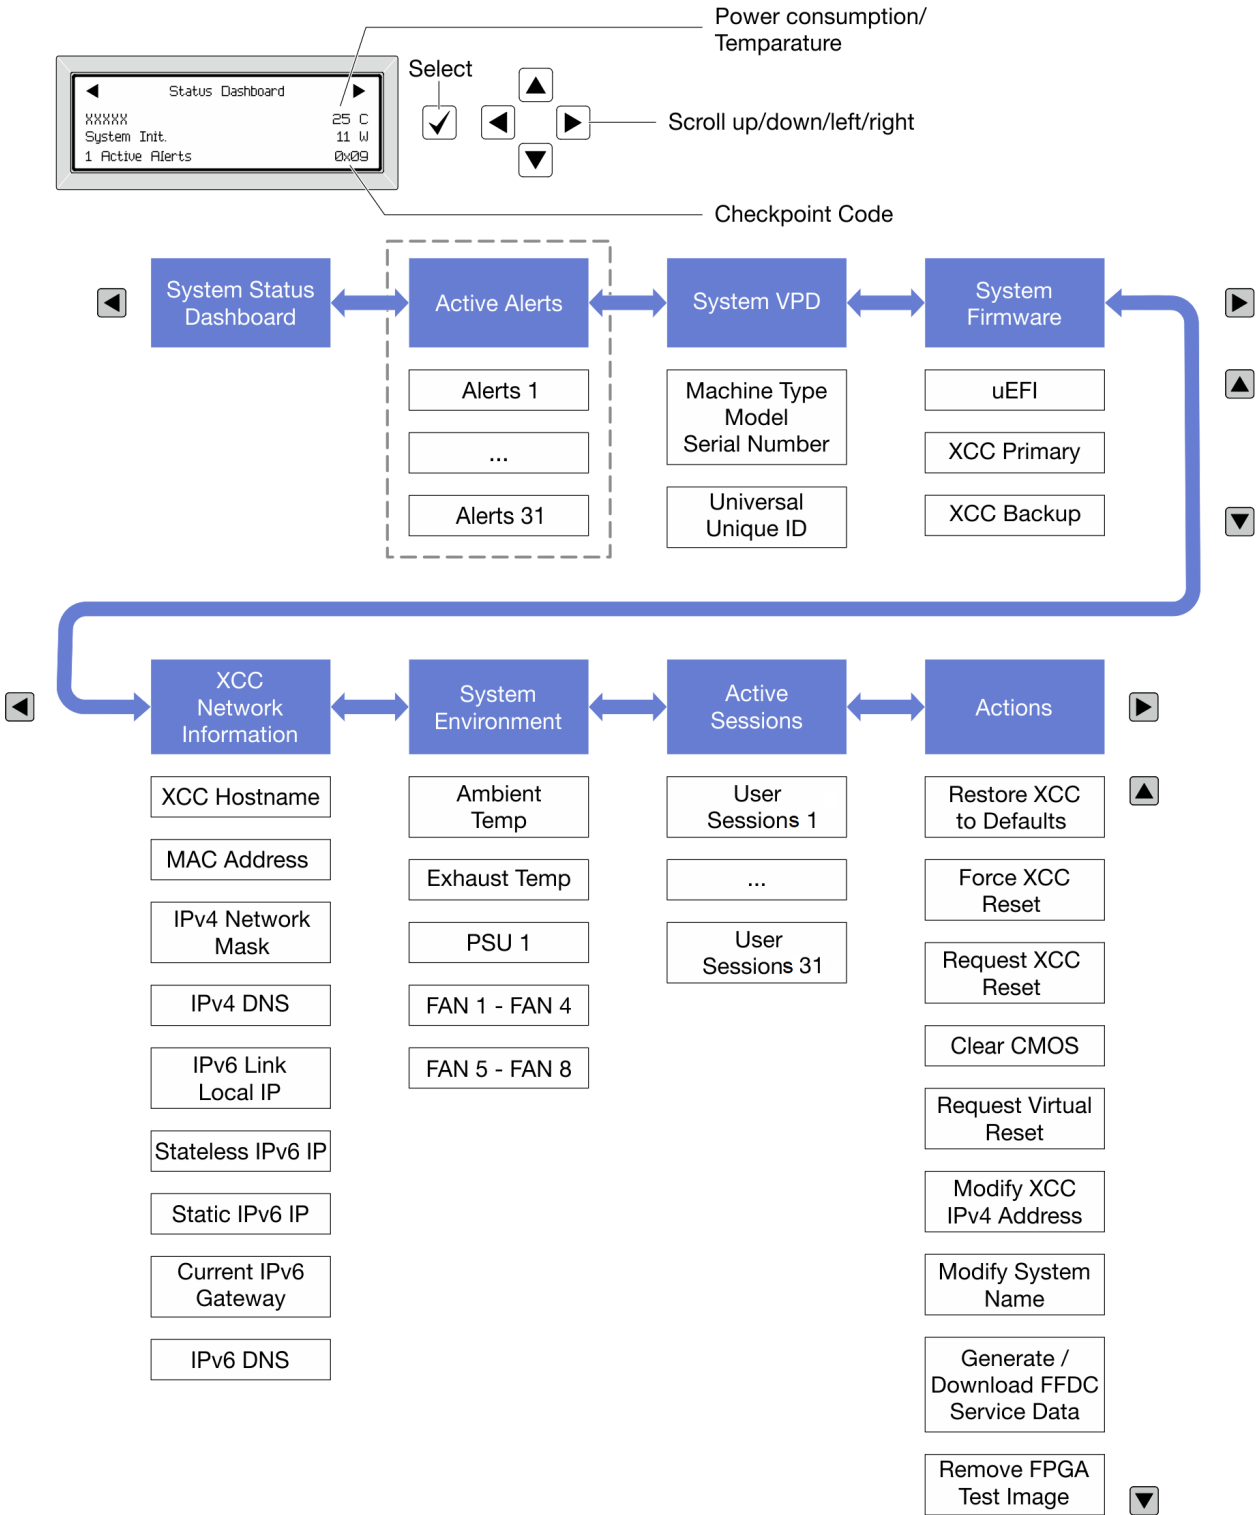 Power consumption/
Temparature
Select
Status Dashboard
XXXXX 25 C
System Init. 11 W
1 Active Alerts 0x09
Scroll up/down/left/right
Checkpoint Code
System Status
Dashboard
Active Alerts
System VPD
System
Firmware
Alerts 1
...
Alerts 31
Machine Type
Model
Serial Number
Universal
Unique ID
uEFI
XCC Primary
XCC Backup
XCC
Network
Information
System
Environment
Active
Sessions
Actions
XCC Hostname
MAC Address
IPv4 Network
Mask
IPv4 DNS
IPv6 Link
Local IP
Stateless IPv6 IP
Static IPv6 IP
Current IPv6
Gateway
IPv6 DNS
Ambient
Temp
Exhaust Temp
PSU 1
FAN 1 - FAN 4
FAN 5 - FAN 8
User
Sessions 1
...
User
Sessions 31
Restore XCC
to Defaults
Force XCC
Reset
Request XCC
Reset
Clear CMOS
Request Virtual
Reset
Modify XCC
IPv4 Address
Modify System
Name
Generate /
Download FFDC
Service Data
Remove FPGA
Test Image